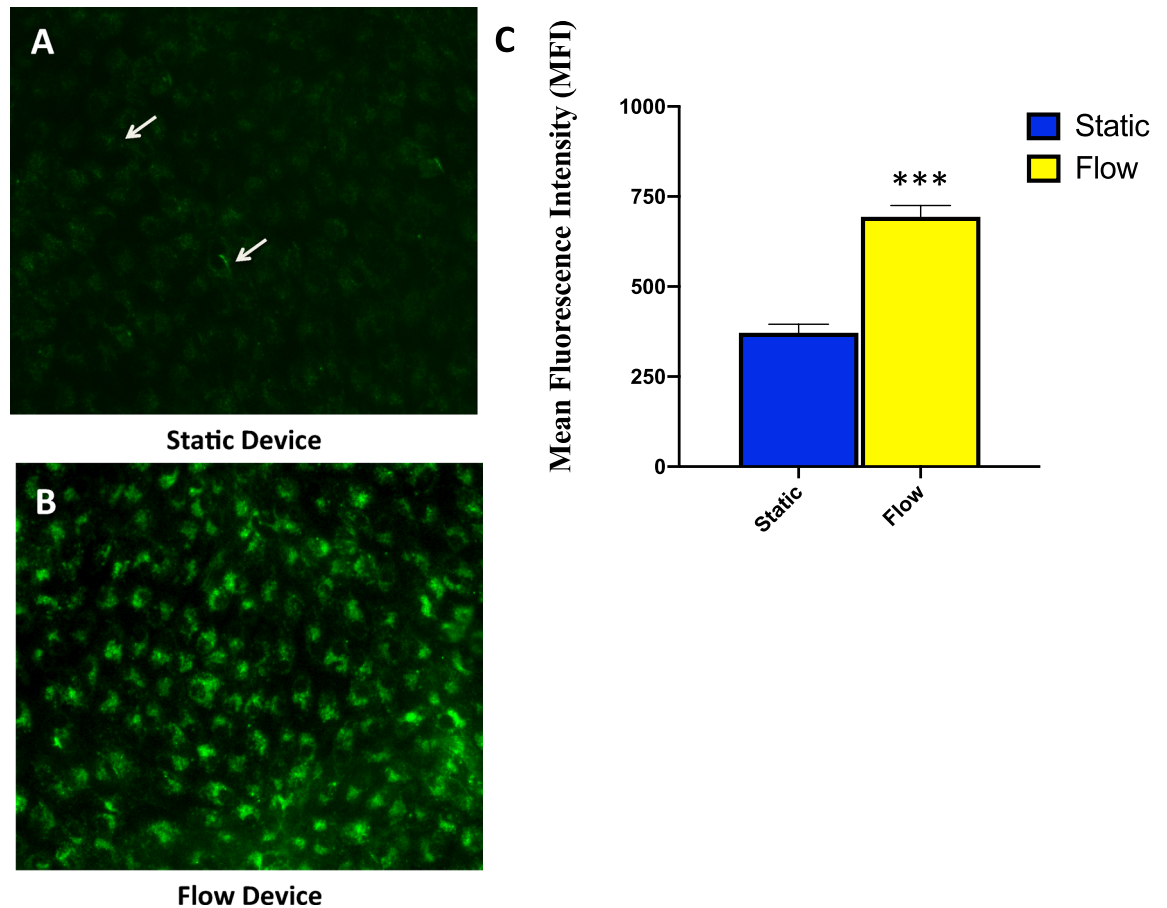 A
Static Device
B
Flow Device
C
Mean Fluorescence Intensity (MFI)
1000
750
500
250
0
***
Static
Flow
Static
Flow